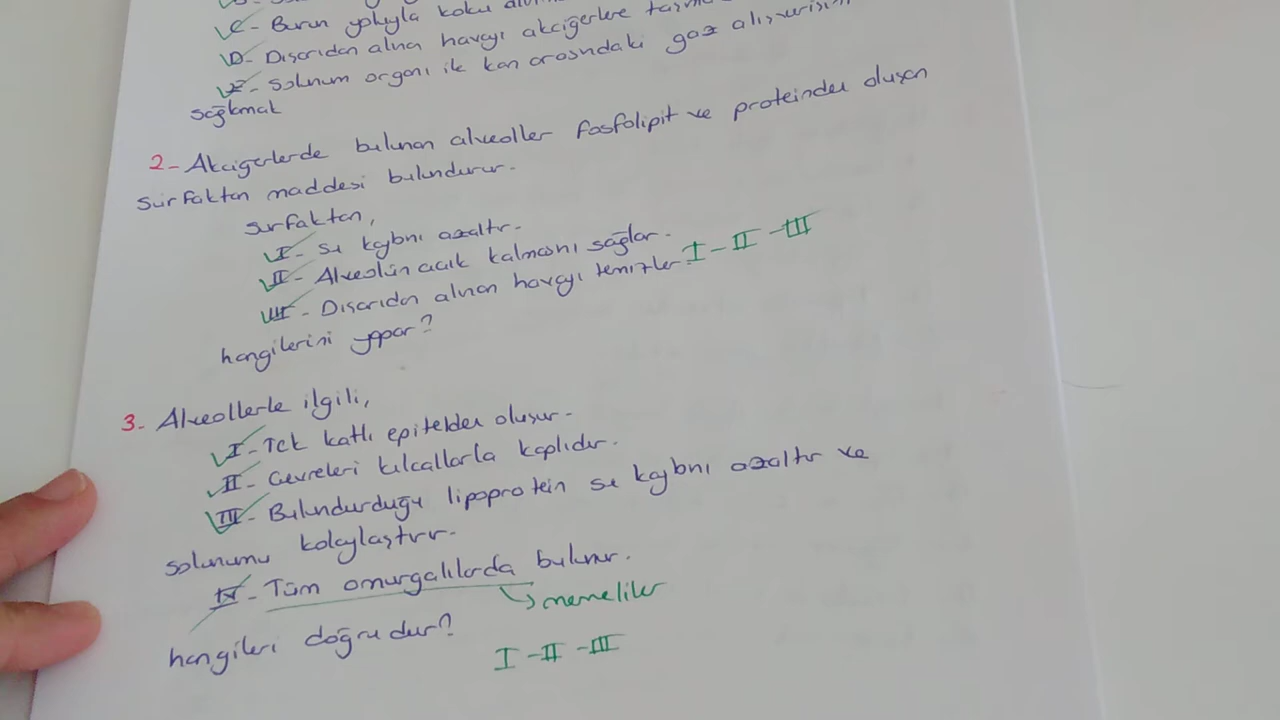 C- Burun yoluyla koku
D- Dışarıdan alınan havayı akciğerlere
E- Solunum organı ile kan arasındaki gaz alışverişini
sağlamak
2- Akciğerlerde bulunan alveoller fosfolipit ve proteinden oluşan
Sürfaktan maddesi bulundurur.
Sürfaktan,
I- Su kaybını azaltır.
II- Alveolün açık kalmasını sağlar.
III- Dışarıdan alınan havayı temizler. I - II - III
hangilerini yapar?
3- Alveollerle ilgili,
I- Tek katlı epitelden oluşur.
II- Çevreleri kılcallarla kaplıdır.
III- Bulundurduğu lipoprotein su kaybını azaltır ve
solunumu kolaylaştırır.
IV- Tüm omurgalılarda bulunur.
memeliler
hangileri doğrudur?
I - II - III